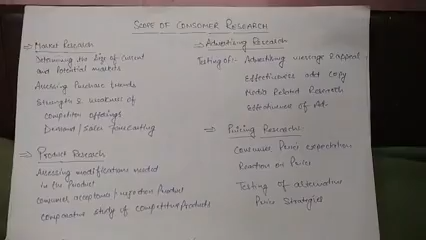 SCOPE OF CONSUMER RESEARCH
⇒ Market Research
Determining the Size of current
and Potential markets
Assessing Purchase trends
Strength & weakness of
competitor offerings
Demand / Sales forecasting
⇒ Product Research
Assessing modifications needed
in the Product
Consumer acceptance / rejection Product
Comparative study of competitive Products
⇒ Advertising Research
Testing of:- Advertising message & appeal
Effectiveness add Copy
Media Related Research
Effectiveness of Ad.
⇒ Pricing Research:
Consumer Price expectation
Reaction on Price
Testing of alternative
Price Strategies